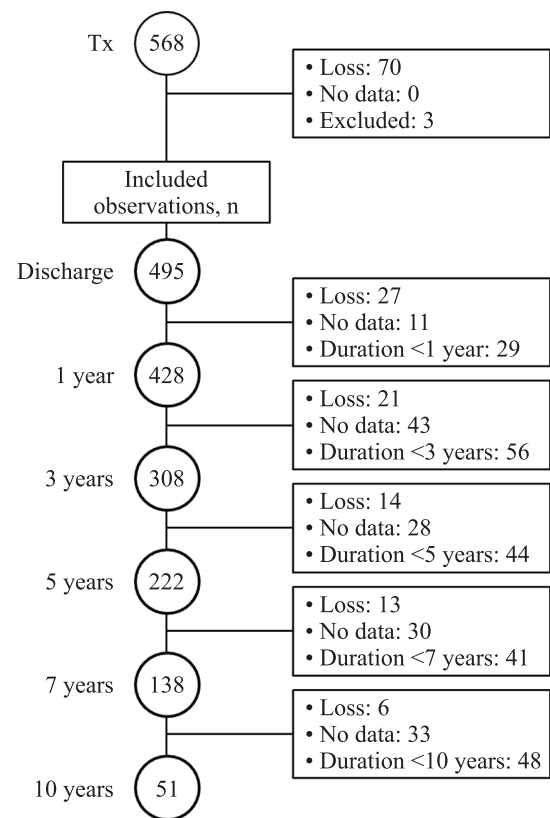 Tx 568
• Loss: 70
• No data: 0
• Excluded: 3
Included
observations, n
Discharge 495
• Loss: 27
• No data: 11
• Duration <1 year: 29
1 year 428
• Loss: 21
• No data: 43
• Duration <3 years: 56
3 years 308
• Loss: 14
• No data: 28
• Duration <5 years: 44
5 years 222
• Loss: 13
• No data: 30
• Duration <7 years: 41
7 years 138
• Loss: 6
• No data: 33
• Duration <10 years: 48
10 years 51